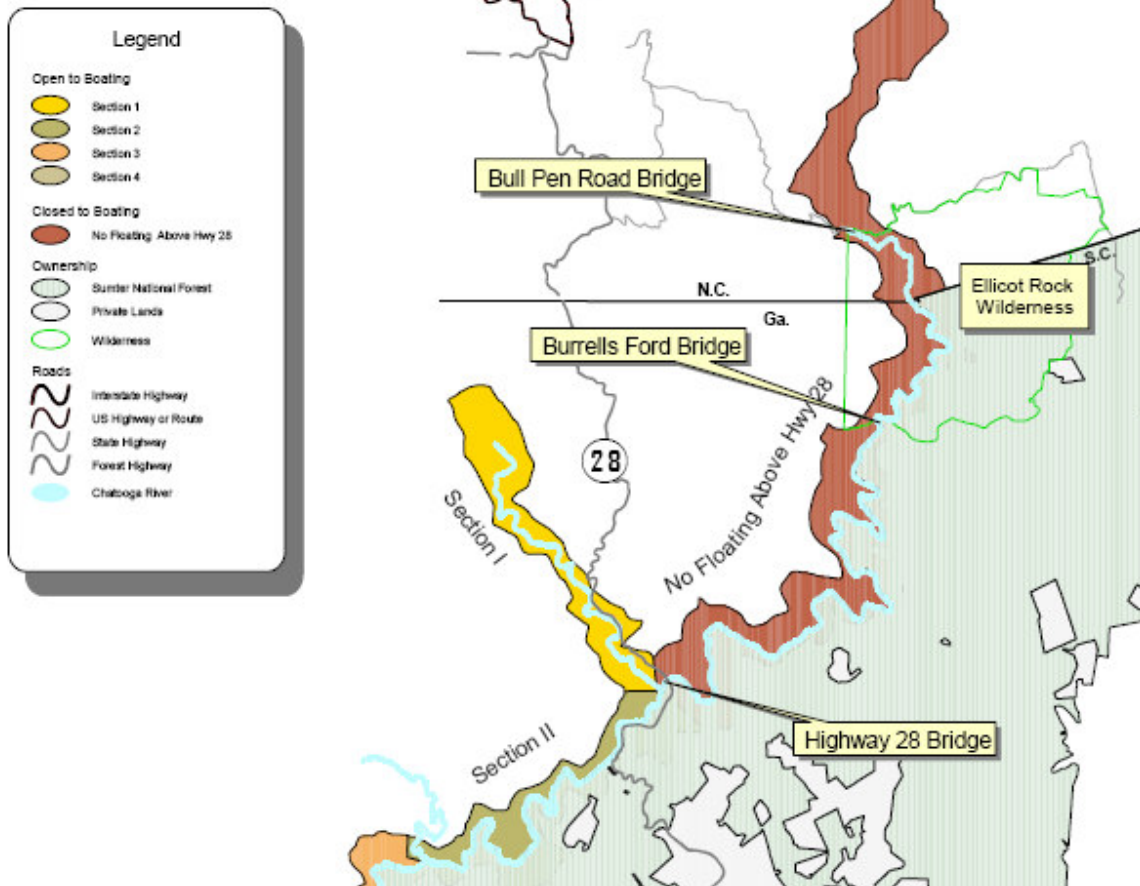 Legend
Open to Boating
Section 1
Section 2
Section 3
Section 4
Closed to Boating
No Floating Above Hwy 28
Ownership
Sumter National Forest
Private Lands
Wilderness
Roads
Interstate Highway
US Highway or Route
State Highway
Forest Highway
Chatooga River
Bull Pen Road Bridge
S.C.
N.C.
Ellicot Rock
Wilderness
Ga.
Burrells Ford Bridge
28
No Floating Above Hwy 28
Section I
Highway 28 Bridge
Section II